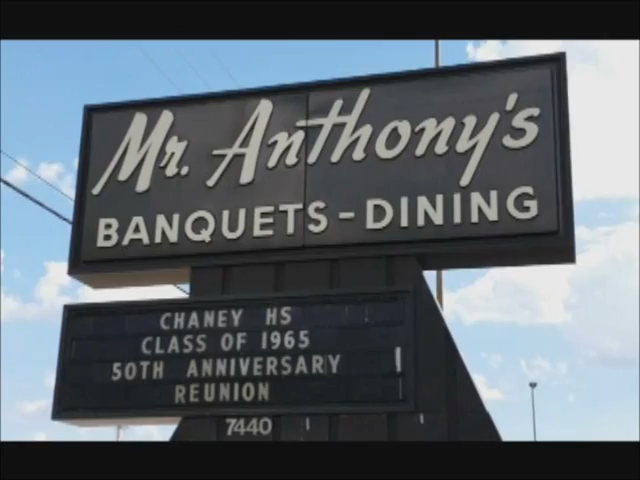 Mr. Anthony's
BANQUETS-DINING
CHANEY HS
CLASS OF 1965
50TH ANNIVERSARY
REUNION
7440